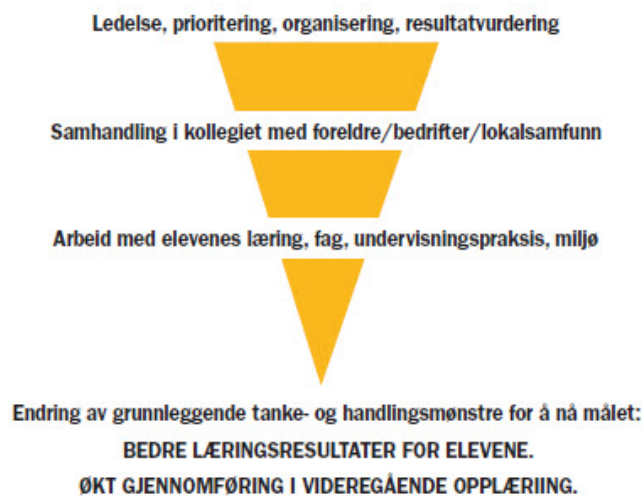 Ledelse, prioritering, organisering, resultatvurdering
Samhandling i kollegiet med foreldre/bedrifter/lokalsamfunn
Arbeid med elevenes læring, fag, undervisningspraksis, miljø
Endring av grunnleggende tanke- og handlingsmønstre for å nå målet:
BEDRE LÆRINGSRESULTATER FOR ELEVENE.
ØKT GJENNOMFØRING I VIDEREGÅENDE OPPLÆRIING.